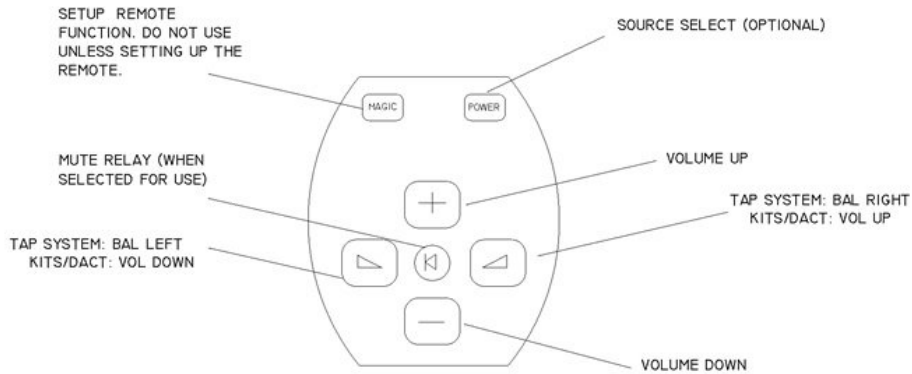 SETUP REMOTE
FUNCTION. DO NOT USE
UNLESS SETTING UP THE
REMOTE.
SOURCE SELECT (OPTIONAL)
MAGIC
POWER
MUTE RELAY (WHEN
SELECTED FOR USE)
VOLUME UP
TAP SYSTEM: BAL RIGHT
KITS/DACT: VOL UP
TAP SYSTEM: BAL LEFT
KITS/DACT: VOL DOWN
VOLUME DOWN